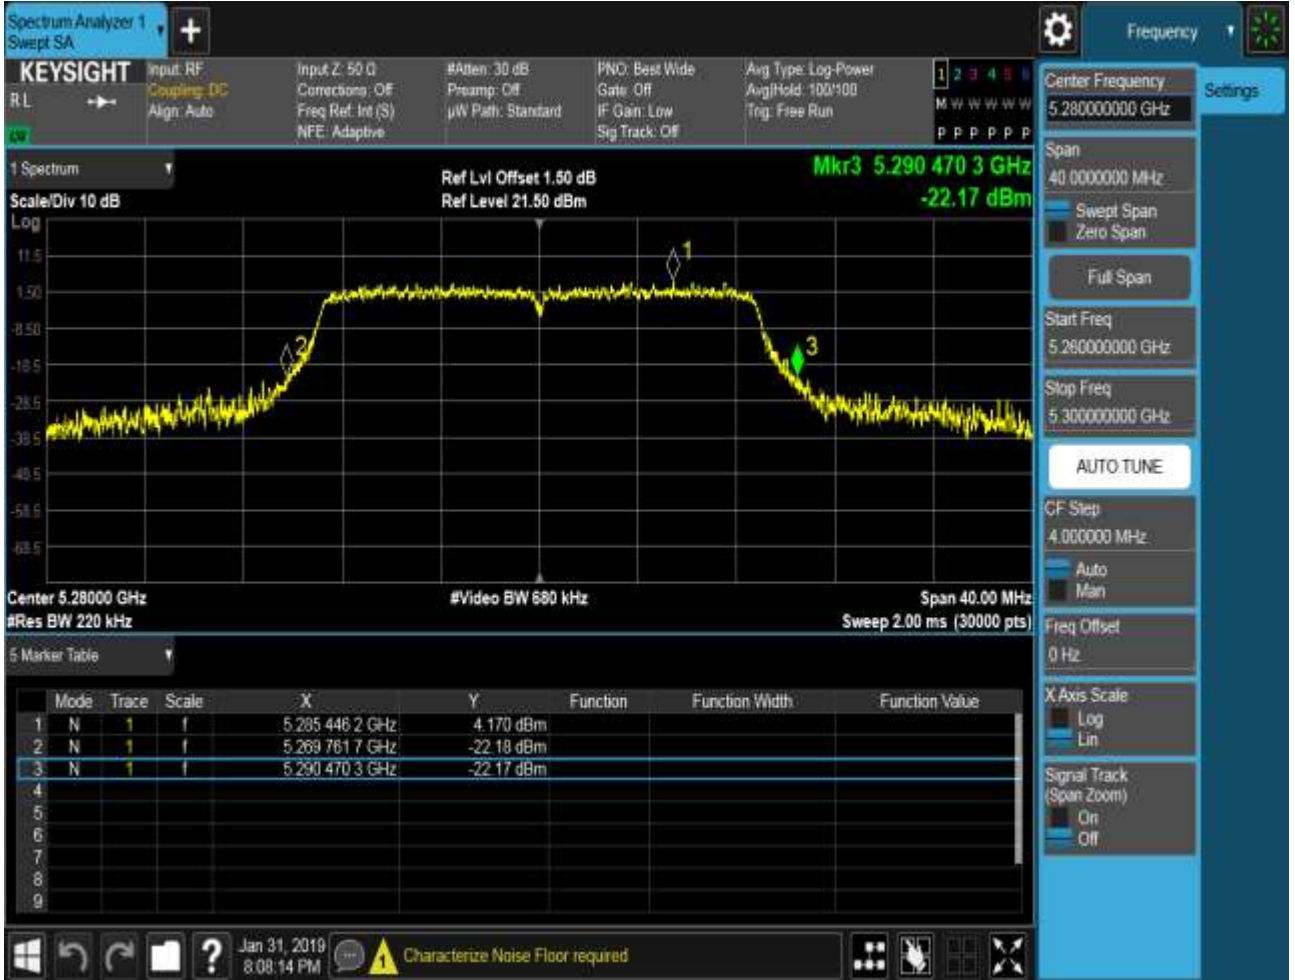 Spectrum Analyzer 1
Swept SA
+
Frequency
KEYSIGHT
RL
Input: RF
Coupling: DC
Align: Auto
Input Z: 50 Ω
Corrections: Off
Freq Ref: Int (S)
NFE: Adaptive
#Atten: 30 dB
Preamp: Off
µW Path: Standard
PNO: Best Wide
Gate: Off
IF Gain: Low
Sig Track: Off
Avg Type: Log-Power
Avg|Hold: 100/100
Trig: Free Run
1 2 3 4 5 6
M W W W W W
P P P P P P
1 Spectrum
Scale/Div 10 dB
Log
Ref Lvl Offset 1.50 dB
Ref Level 21.50 dBm
Mkr3 5.290 470 3 GHz
-22.17 dBm
11.5
1.50
-8.50
-18.5
-28.5
-38.5
-48.5
-58.5
-68.5
1
2
3
Center 5.28000 GHz
#Res BW 220 kHz
#Video BW 680 kHz
Span 40.00 MHz
Sweep 2.00 ms (30000 pts)
5 Marker Table
Mode Trace Scale X Y Function Function Width Function Value
1 N 1 f 5.285 446 2 GHz 4.170 dBm
2 N 1 f 5.269 761 7 GHz -22.18 dBm
3 N 1 f 5.290 470 3 GHz -22.17 dBm
4
5
6
7
8
9
Center Frequency
5.280000000 GHz
Settings
Span
40.0000000 MHz
Swept Span
Zero Span
Full Span
Start Freq
5.260000000 GHz
Stop Freq
5.300000000 GHz
AUTO TUNE
CF Step
4.000000 MHz
Auto
Man
Freq Offset
0 Hz
X Axis Scale
Log
Lin
Signal Track
(Span Zoom)
On
Off
?
Jan 31, 2019
8:08:14 PM
1
Characterize Noise Floor required